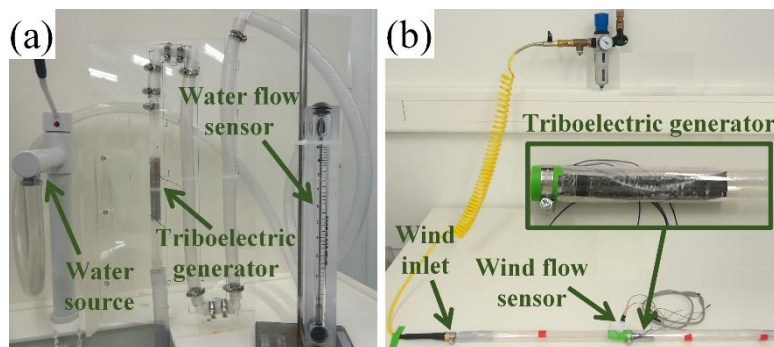 (a)
Water flow
sensor
Triboelectric
generator
Water
source
(b)
Triboelectric generator
Wind
inlet
Wind flow
sensor